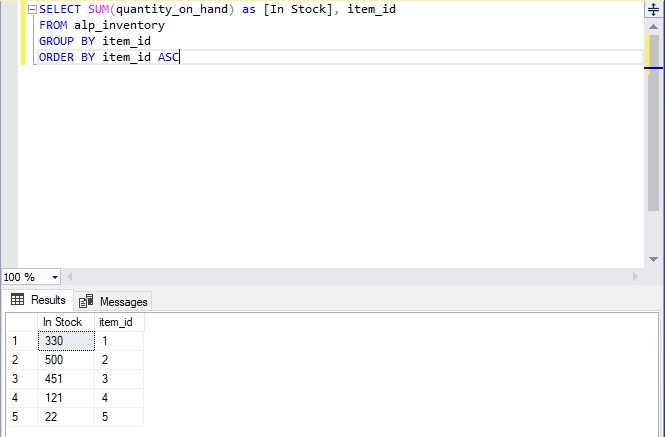 SELECT SUM(quantity_on_hand) as [In Stock], item_id
FROM alp_inventory
GROUP BY item_id
ORDER BY item_id ASC
100 %
Results Messages
In Stock item_id
1 330 1
2 500 2
3 451 3
4 121 4
5 22 5